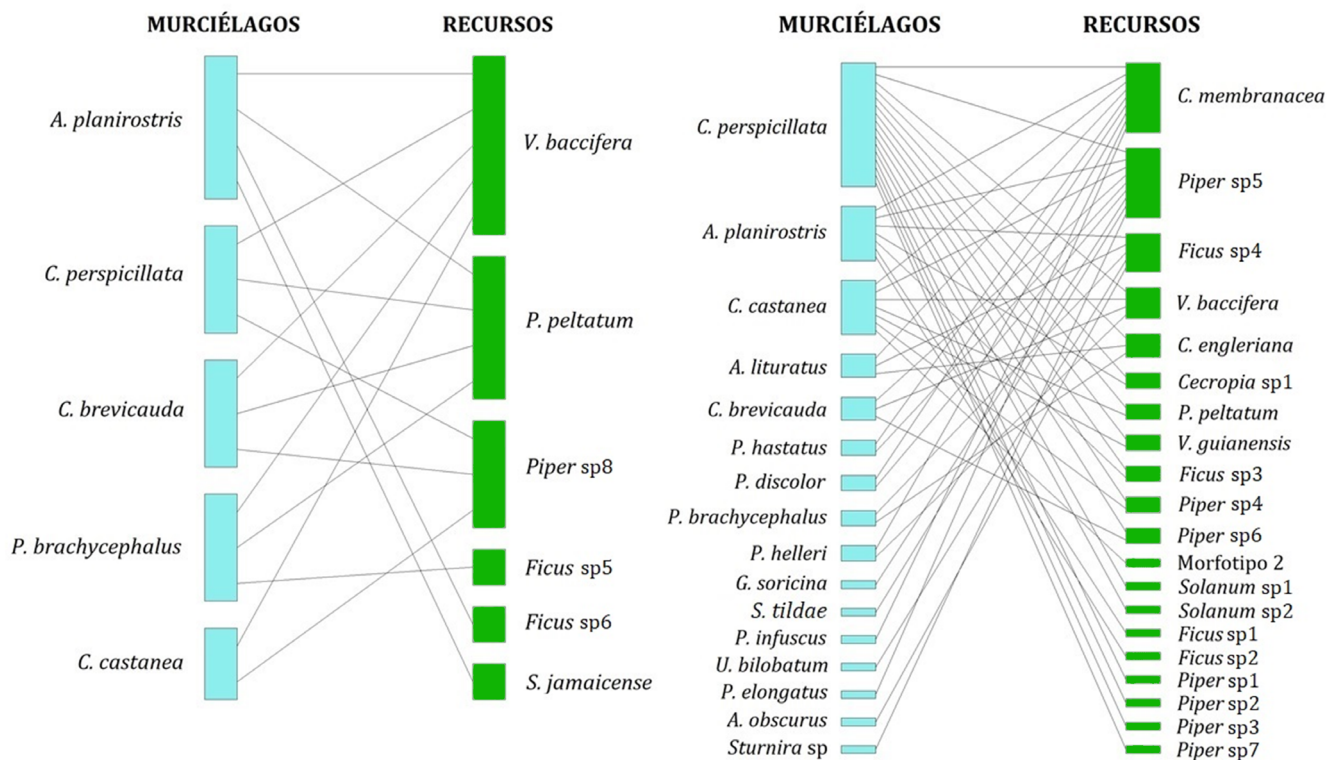 MURCIÉLAGOS
RECURSOS
A. planirostris
C. perspicillata
C. brevicauda
P. brachycephalus
C. castanea
V. baccifera
P. peltatum
Piper sp8
Ficus sp5
Ficus sp6
S. jamaicense
MURCIÉLAGOS
RECURSOS
C. perspicillata
A. planirostris
C. castanea
A. lituratus
C. brevicauda
P. hastatus
P. discolor
P. brachycephalus
P. helleri
G. soricina
S. tildae
P. infuscus
U. bilobatum
P. elongatus
A. obscurus
Sturnira sp
C. membranacea
Piper sp5
Ficus sp4
V. baccifera
C. engleriana
Cecropia sp1
P. peltatum
V. guianensis
Ficus sp3
Piper sp4
Piper sp6
Morfotipo 2
Solanum sp1
Solanum sp2
Ficus sp1
Ficus sp2
Piper sp1
Piper sp2
Piper sp3
Piper sp7